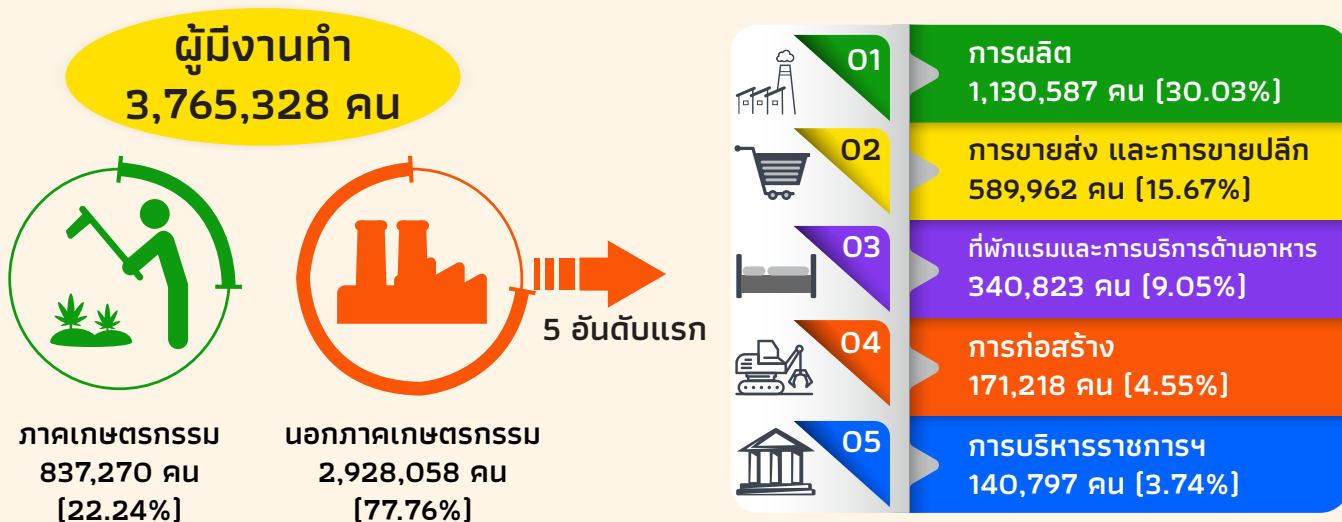 ผู้มีงานทำ
3,765,328 คน
ภาคเกษตรกรรม
837,270 คน
(22.24%)
นอกภาคเกษตรกรรม
2,928,058 คน
(77.76%)
5 อันดับแรก
01
การผลิต
1,130,587 คน (30.03%)
02
การขายส่ง และการขายปลีก
589,962 คน (15.67%)
03
ที่พักแรมและการบริการด้านอาหาร
340,823 คน (9.05%)
04
การก่อสร้าง
171,218 คน (4.55%)
05
การบริหารราชการฯ
140,797 คน (3.74%)